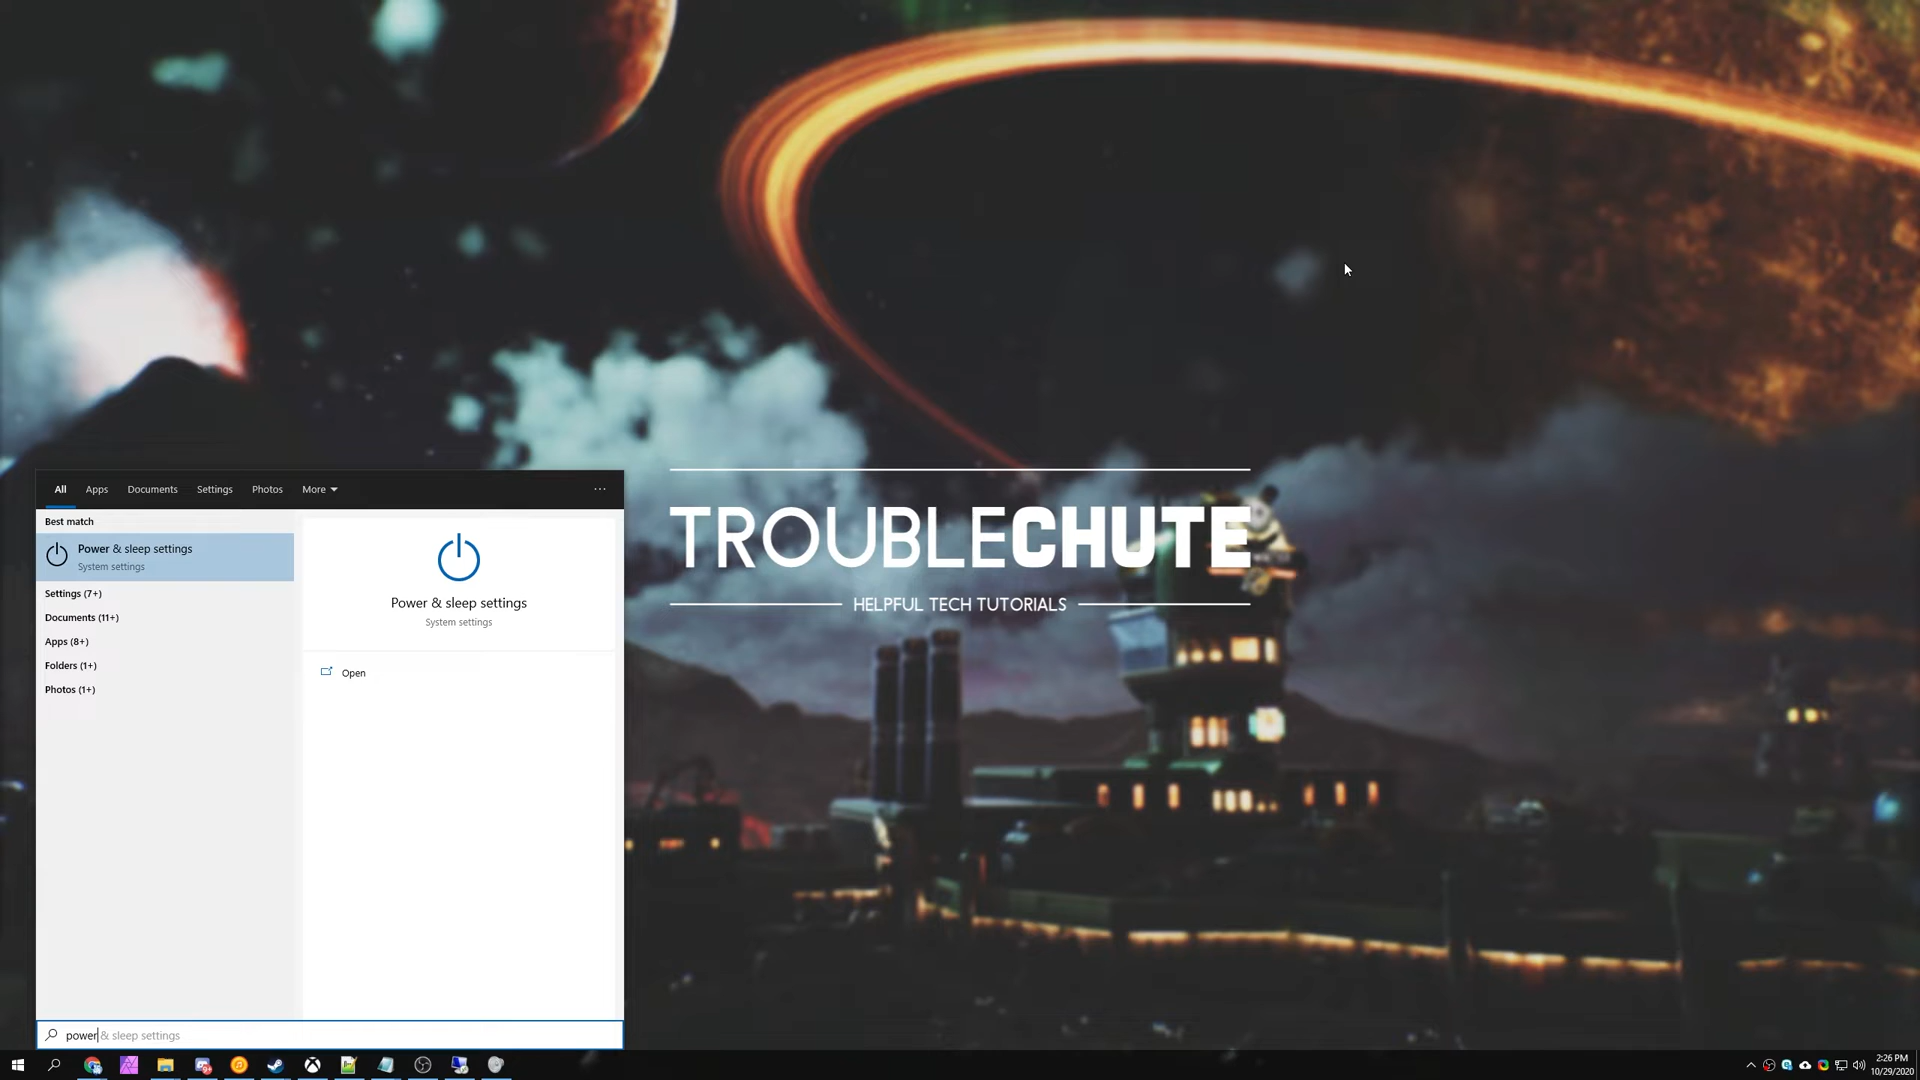 TROUBLECHUTE
HELPFUL TECH TUTORIALS
All Apps Documents Settings Photos More ...
Best match
Power & sleep settings
System settings
Settings (7+)
Documents (11+)
Apps (8+)
Folders (1+)
Photos (1+)
Power & sleep settings
System settings
Open
power & sleep settings
2:26 PM
10/29/2020